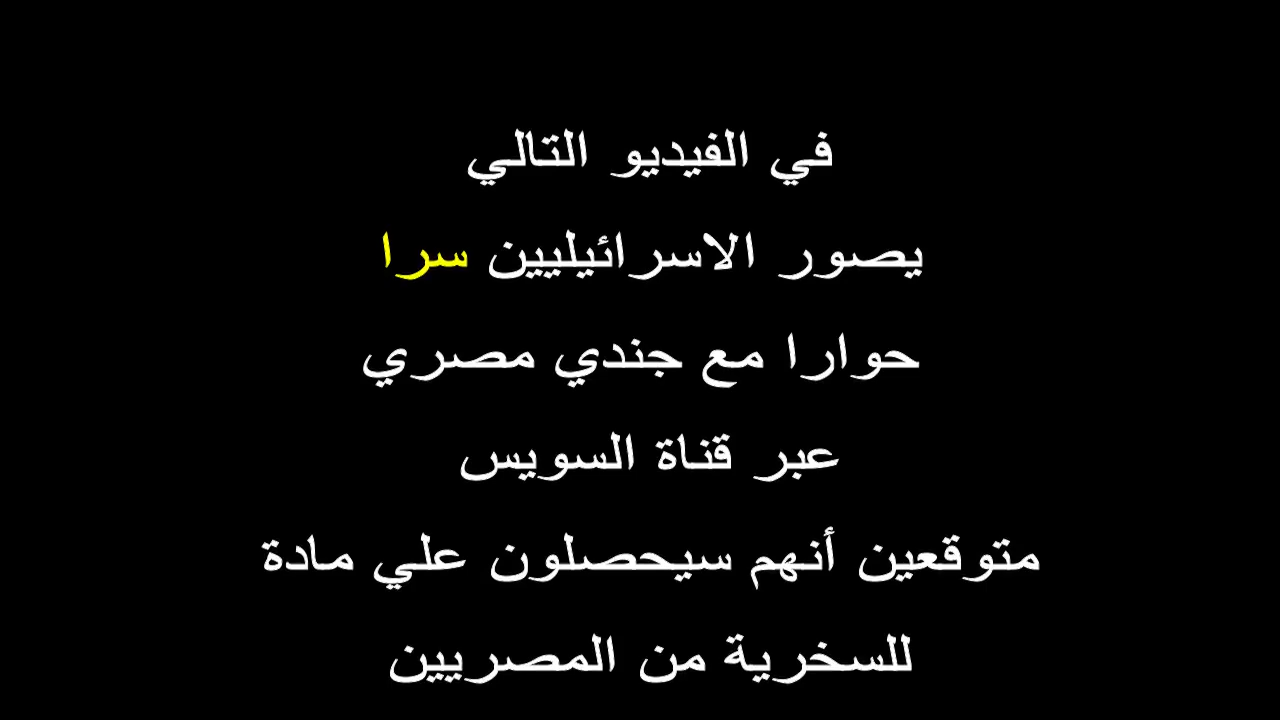 في الفيديو التالي
يصور الاسرائيليين سرا
حوارا مع جندي مصري
عبر قناة السويس
متوقعين أنهم سيحصلون علي مادة
للسخرية من المصريين